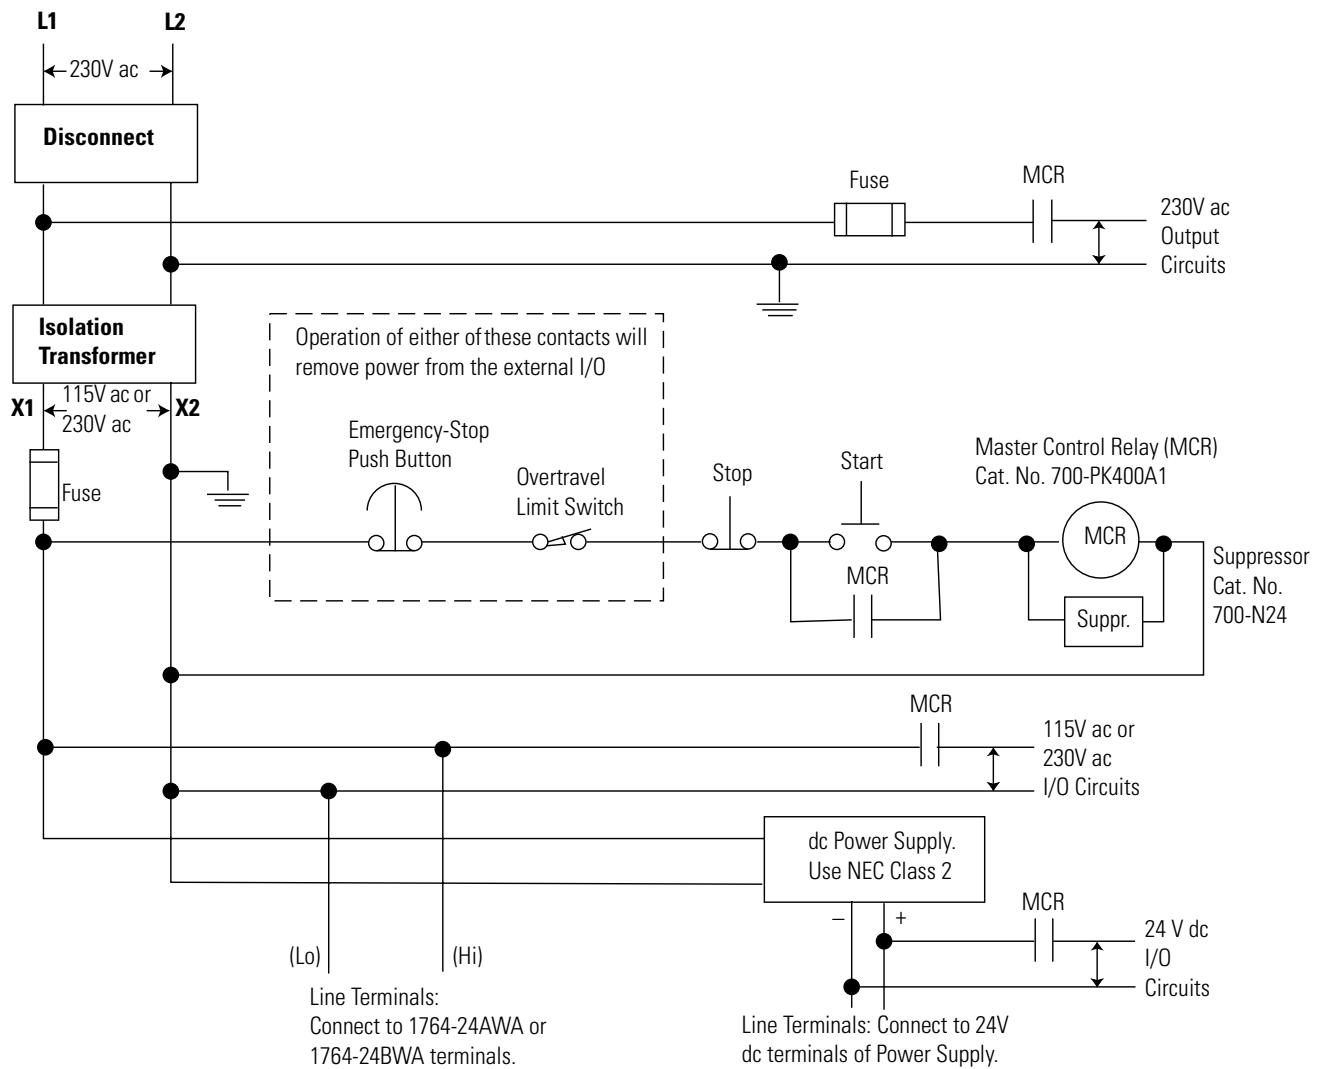 L1
L2
230V ac
Disconnect
Fuse
MCR
230V ac
Output
Circuits
Isolation
Transformer
Operation of either of these contacts will
remove power from the external I/O
X1
115V ac or
230V ac
X2
Fuse
Emergency-Stop
Push Button
Overtravel
Limit Switch
Stop
Start
Master Control Relay (MCR)
Cat. No. 700-PK400A1
MCR
MCR
Suppr.
Suppressor
Cat. No.
700-N24
MCR
115V ac or
230V ac
I/O Circuits
dc Power Supply.
Use NEC Class 2
–
+
MCR
24 V dc
I/O
Circuits
(Lo)
(Hi)
Line Terminals:
Connect to 1764-24AWA or
1764-24BWA terminals.
Line Terminals: Connect to 24V
dc terminals of Power Supply.